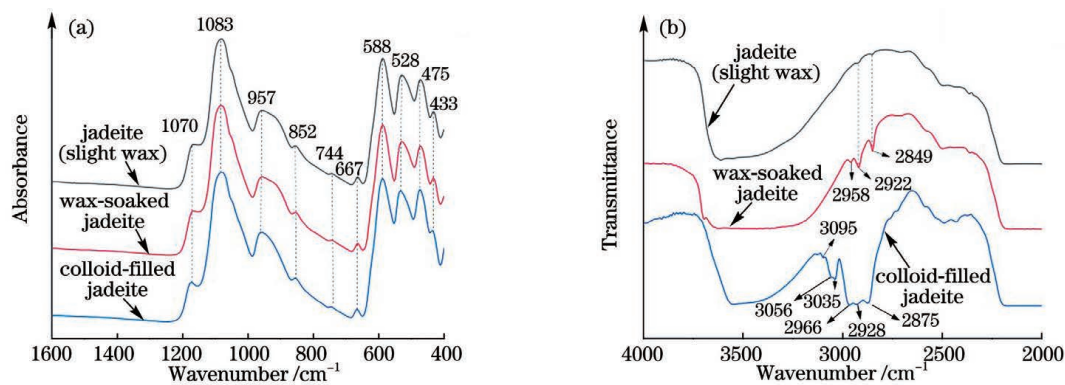 (a)
1083
588
528
475
433
957
1070
852
744
667
jadeite
(slight wax)
wax-soaked
jadeite
colloid-filled
jadeite
Absorbance
1600 1400 1200 1000 800 600 400
Wavenumber /cm⁻¹
(b)
jadeite
(slight wax)
2849
2922
2958
wax-soaked
jadeite
3095
colloid-filled
jadeite
3056
3035
2966
2928
2875
Transmittance
4000 3500 3000 2500 2000
Wavenumber /cm⁻¹